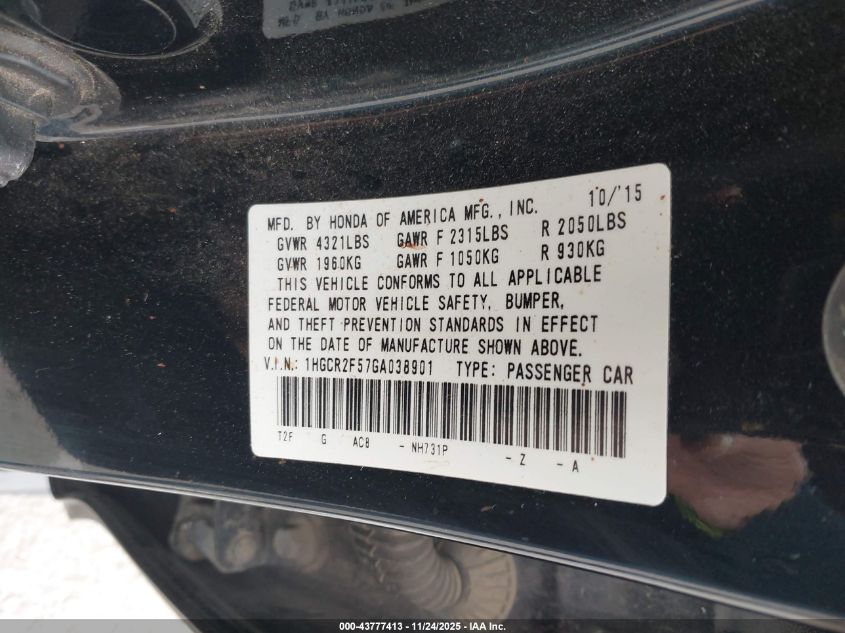 10/'15
MFD. BY HONDA OF AMERICA MFG., INC.
GVWR 4321LBS GAWR F 2315LBS R 2050LBS
GVWR 1960KG GAWR F 1050KG R 930KG
THIS VEHICLE CONFORMS TO ALL APPLICABLE
FEDERAL MOTOR VEHICLE SAFETY, BUMPER,
AND THEFT PREVENTION STANDARDS IN EFFECT
ON THE DATE OF MANUFACTURE SHOWN ABOVE.
V.I.N.: 1HGCR2F57GA038901 TYPE: PASSENGER CAR
T2F G AC8 - NH731P - Z - A
000-43777413 - 11/24/2025 - IAA Inc.